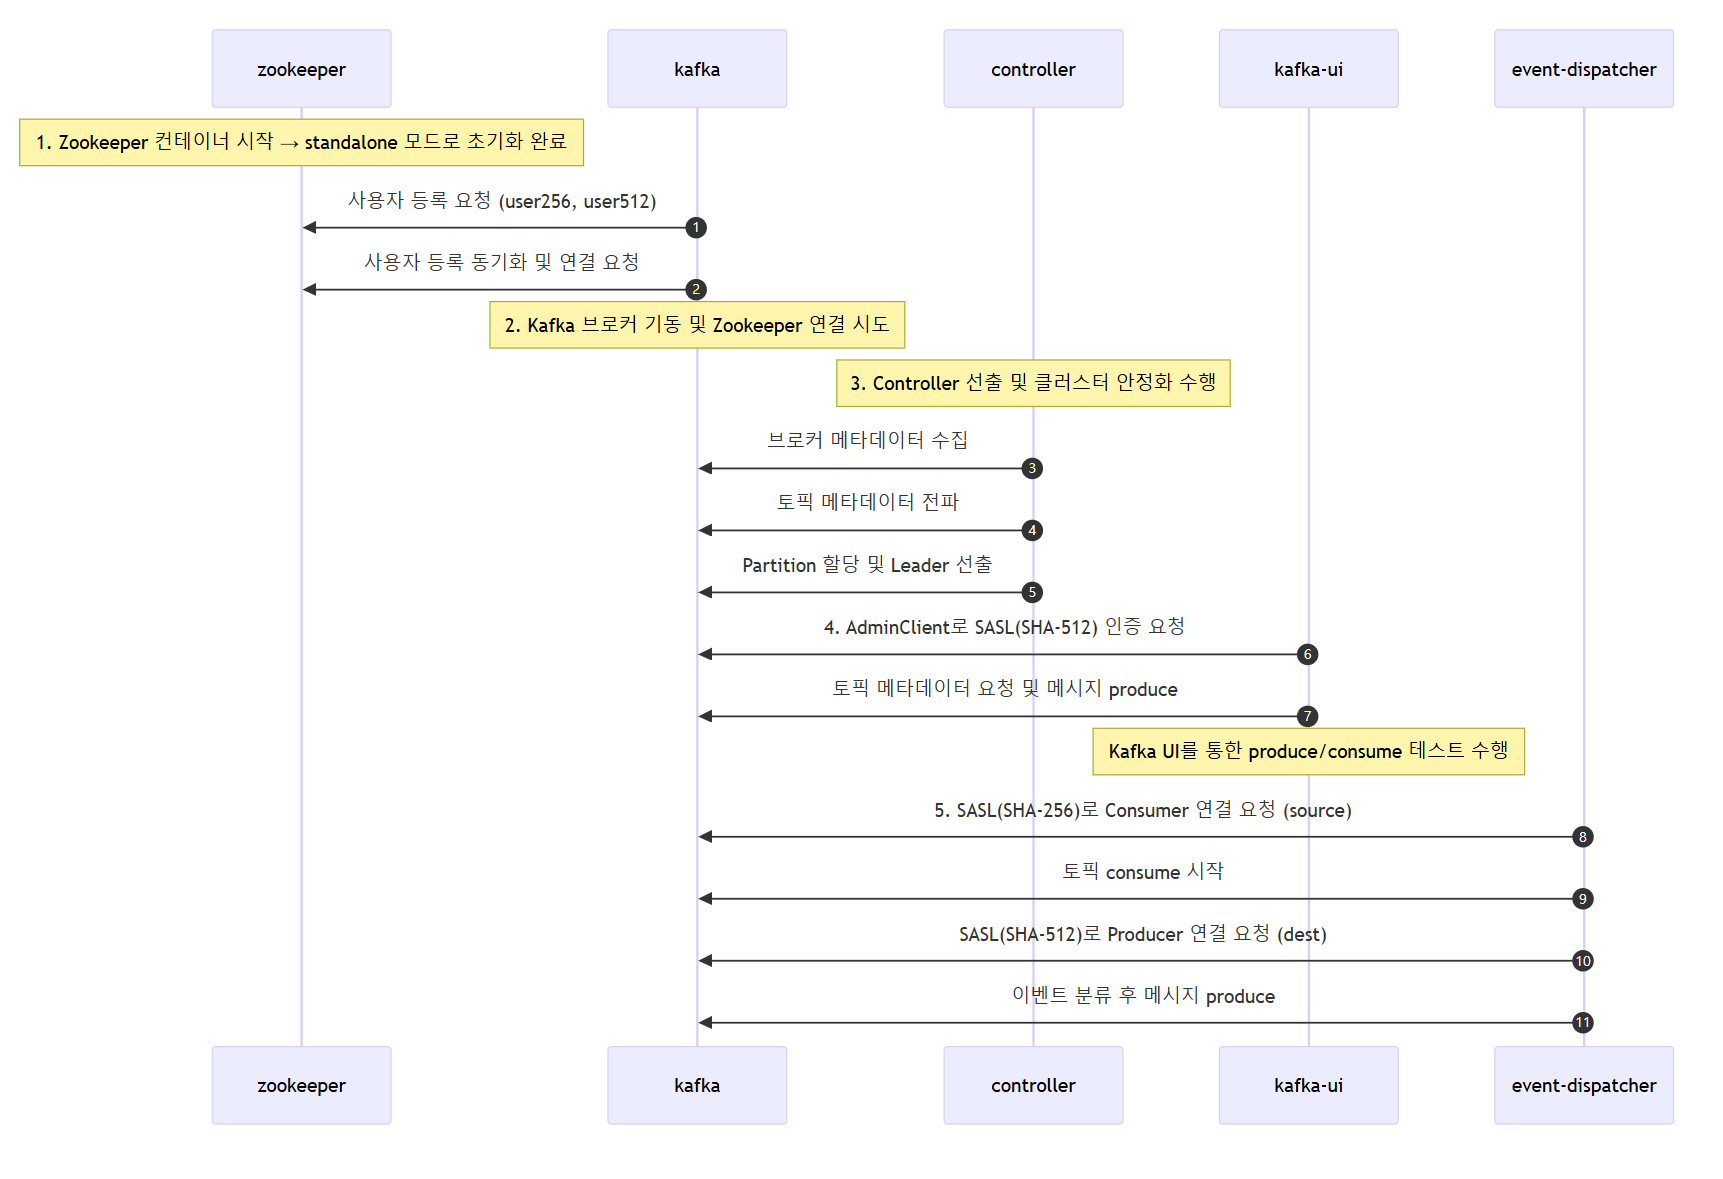 zookeeper
kafka
controller
kafka-ui
event-dispatcher
1. Zookeeper 컨테이너 시작 → standalone 모드로 초기화 완료
사용자 등록 요청 (user256, user512)
1
사용자 등록 동기화 및 연결 요청
2
2. Kafka 브로커 기동 및 Zookeeper 연결 시도
3. Controller 선출 및 클러스터 안정화 수행
브로커 메타데이터 수집
3
토픽 메타데이터 전파
4
Partition 할당 및 Leader 선출
5
4. AdminClient로 SASL(SHA-512) 인증 요청
6
토픽 메타데이터 요청 및 메시지 produce
7
Kafka UI를 통한 produce/consume 테스트 수행
5. SASL(SHA-256)로 Consumer 연결 요청 (source)
8
토픽 consume 시작
9
SASL(SHA-512)로 Producer 연결 요청 (dest)
10
이벤트 분류 후 메시지 produce
11
zookeeper
kafka
controller
kafka-ui
event-dispatcher